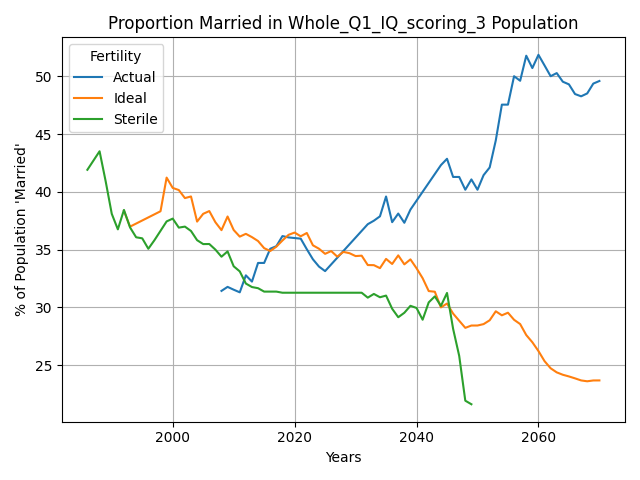 Proportion Married in Whole_Q1_IQ_scoring_3 Population
Fertility
Actual
Ideal
Sterile
% of Population 'Married'
50
45
40
35
30
25
2000
2020
2040
2060
Years